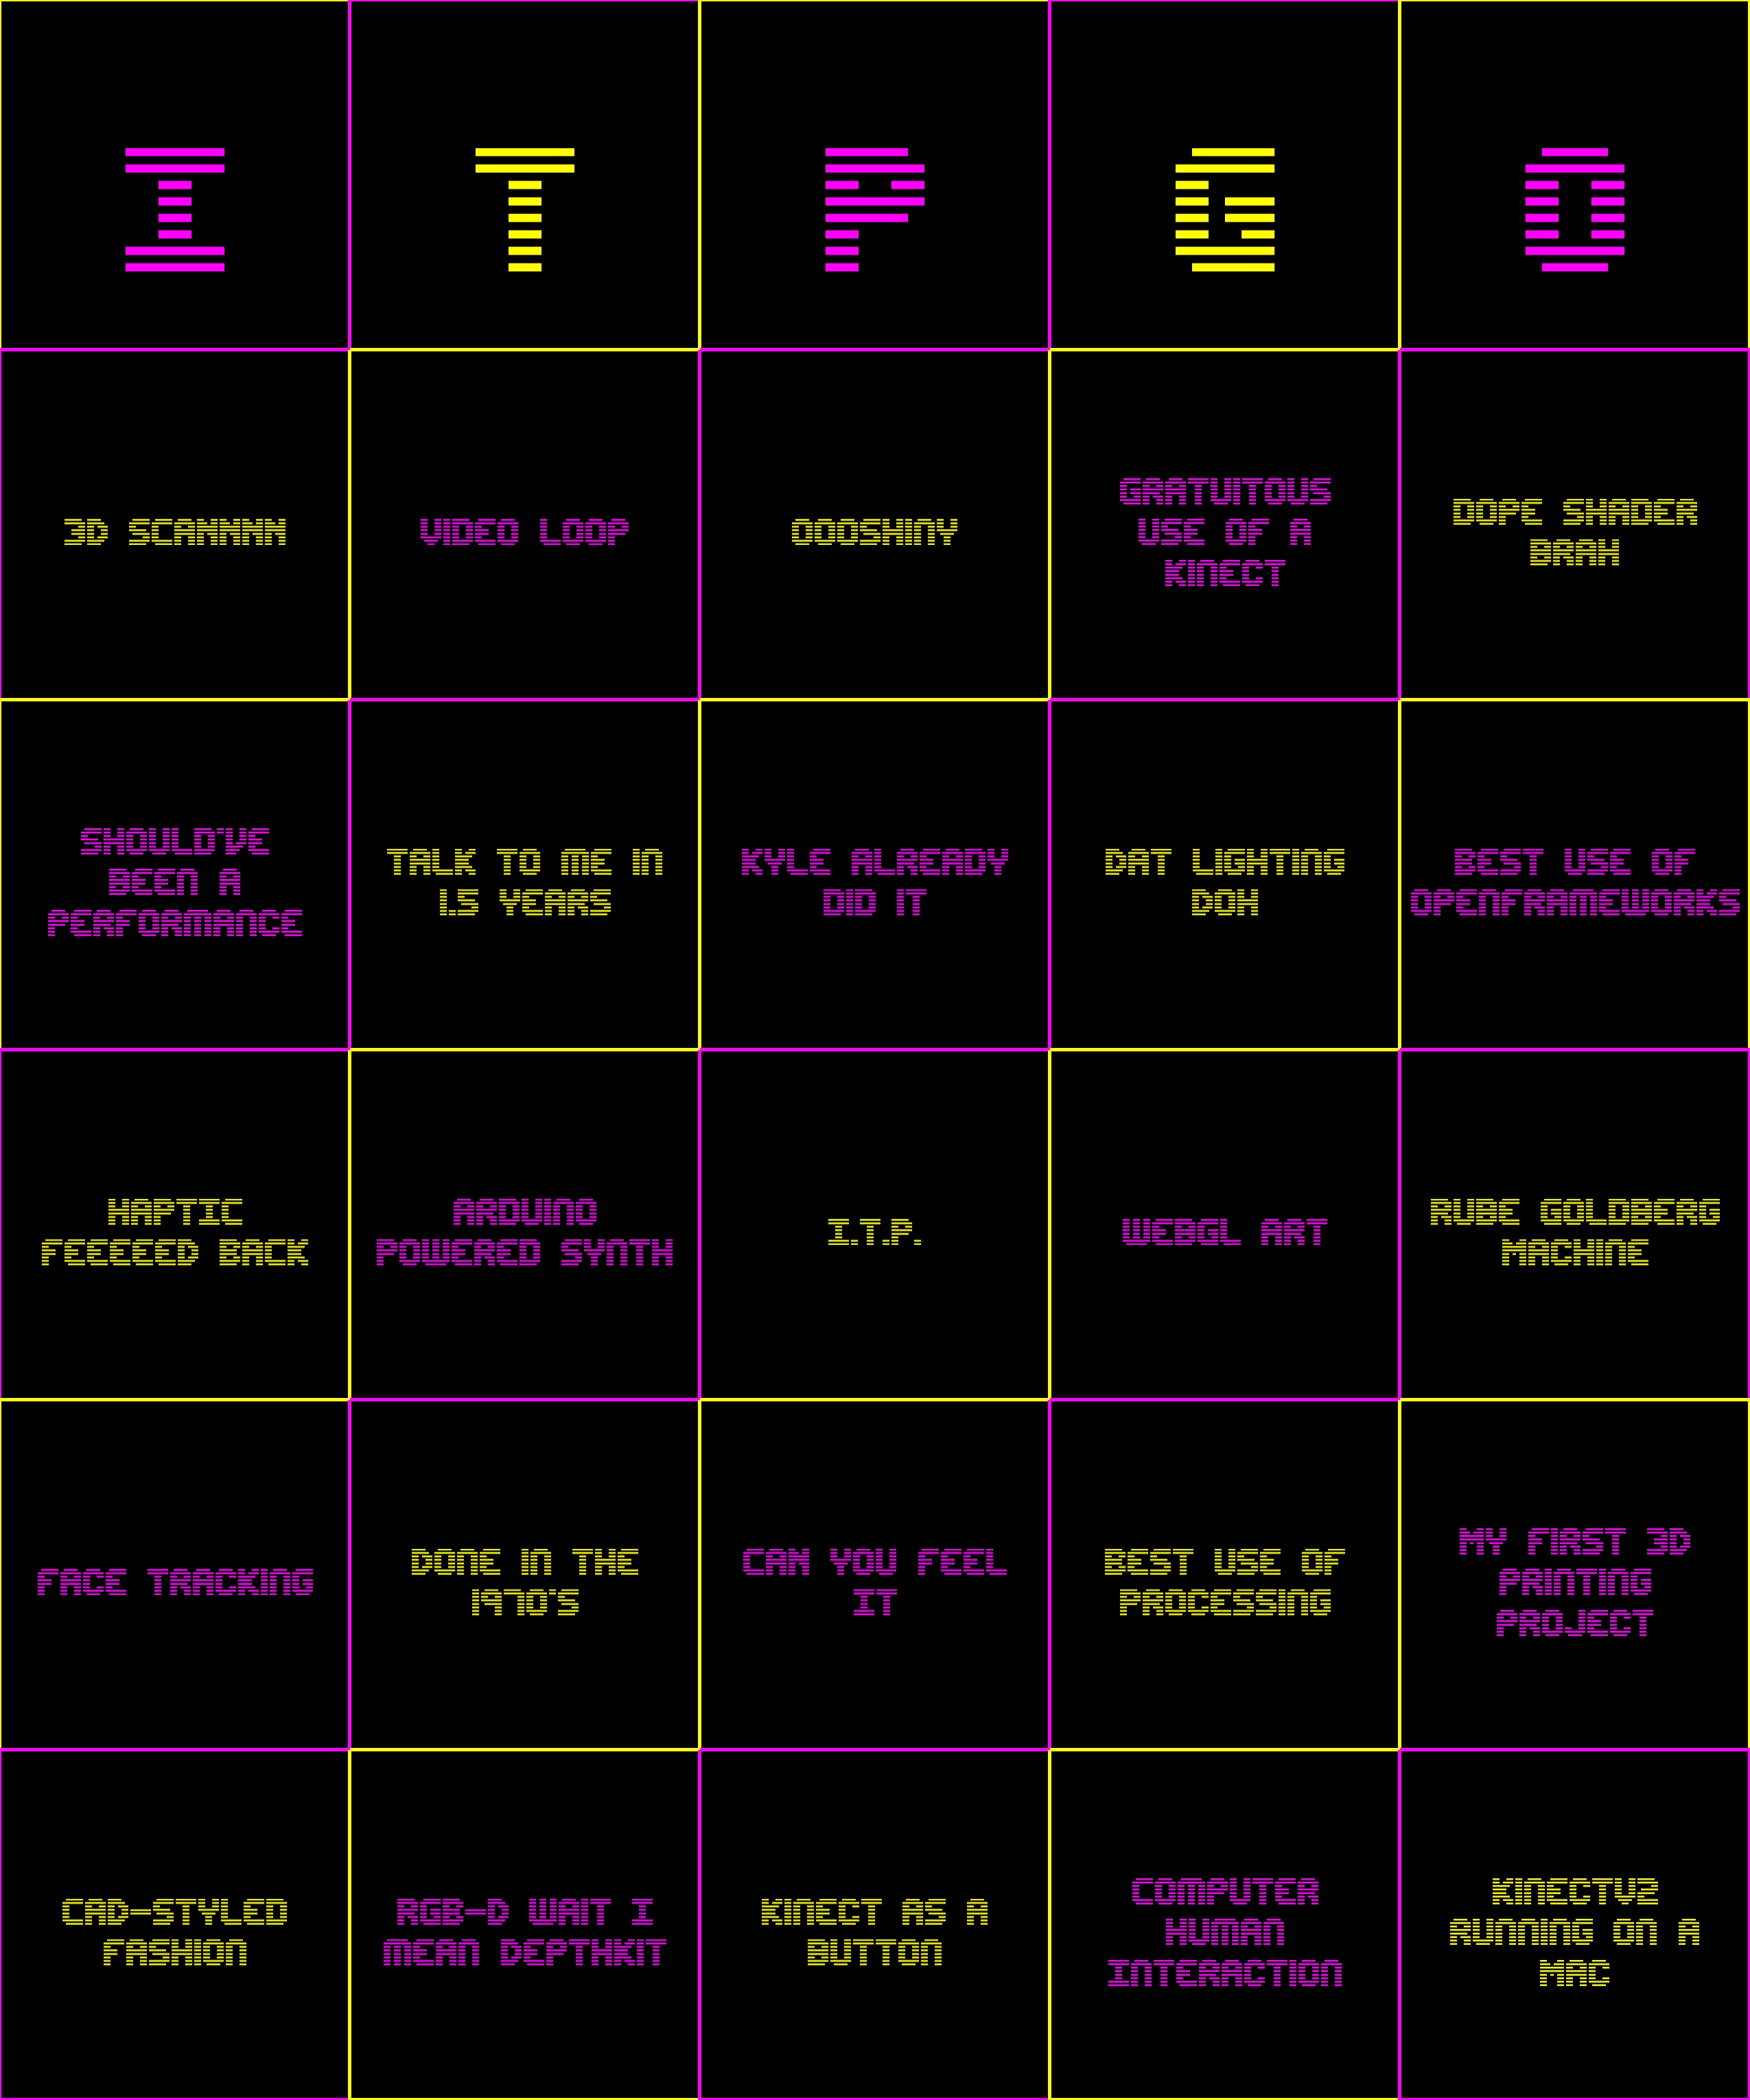 I
T
P
G
O
3D SCANNNN
VIDEO LOOP
OOOSHINY
GRATUITOUS
USE OF A
KINECT
DOPE SHADER
BRAH
SHOULD'VE
BEEN A
PERFORMANCE
TALK TO ME IN
1.5 YEARS
KYLE ALREADY
DID IT
DAT LIGHTING
DOH
BEST USE OF
OPENFRAMEWORKS
HAPTIC
FEEEEED BACK
ARDUINO
POWERED SYNTH
I.T.P.
WEBGL ART
RUBE GOLDBERG
MACHINE
FACE TRACKING
DONE IN THE
1970'S
CAN YOU FEEL
IT
BEST USE OF
PROCESSING
MY FIRST 3D
PRINTING
PROJECT
CAD-STYLED
FASHION
RGB-D WAIT I
MEAN DEPTHKIT
KINECT AS A
BUTTON
COMPUTER
HUMAN
INTERACTION
KINECTV2
RUNNING ON A
MAC